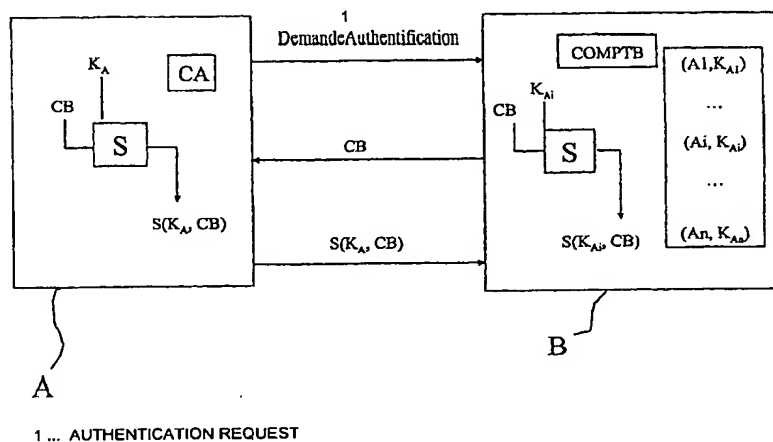 1
DemandeAuthentification
K_A
CA
CB
S
S(K_A, CB)
CB
S(K_A, CB)
COMPTB
K_Ai
CB
S
S(K_Ai, CB)
(A1,K_A1)
...
(Ai, K_Ai)
...
(An, K_An)
A
B
1 ... AUTHENTICATION REQUEST